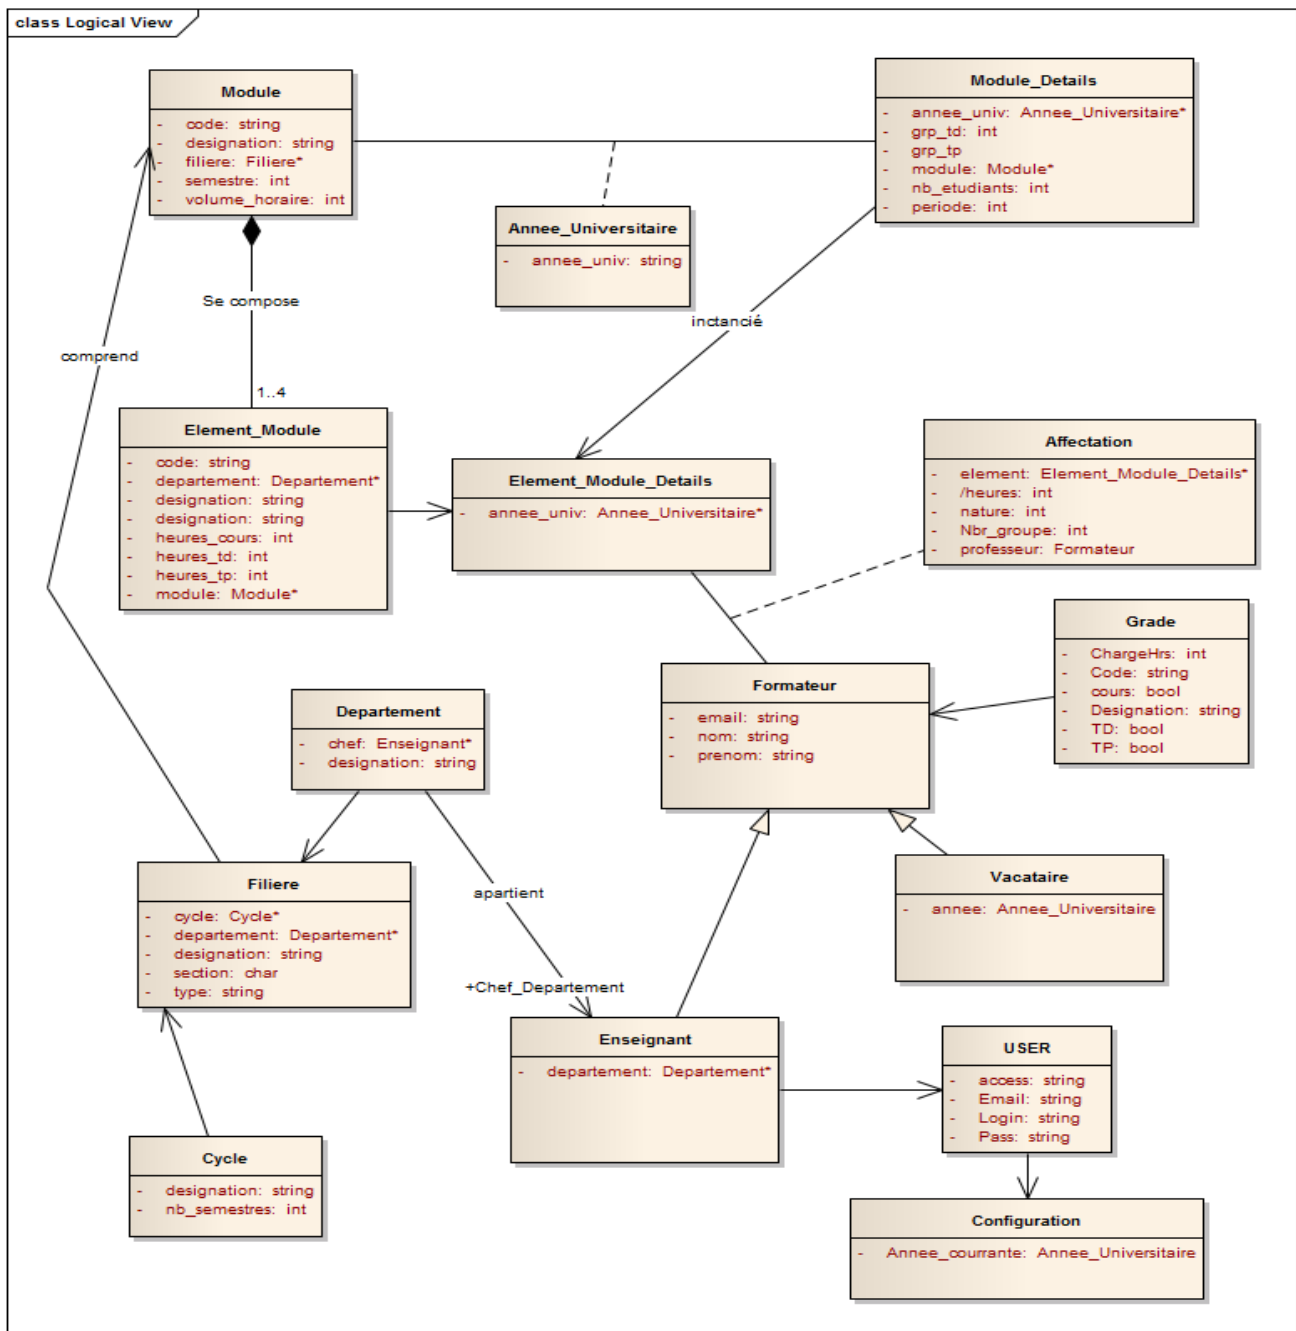 class Logical View
Module
- code: string
- designation: string
- filiere: Filiere*
- semestre: int
- volume_horaire: int
Module_Details
- annee_univ: Annee_Universitaire*
- grp_td: int
- grp_tp
- module: Module*
- nb_etudiants: int
- periode: int
Annee_Universitaire
- annee_univ: string
Se compose
inctancié
comprend
1..4
Element_Module
- code: string
- departement: Departement*
- designation: string
- designation: string
- heures_cours: int
- heures_td: int
- heures_tp: int
- module: Module*
Element_Module_Details
- annee_univ: Annee_Universitaire*
Affectation
- element: Element_Module_Details*
- /heures: int
- nature: int
- Nbr_groupe: int
- professeur: Formateur
Grade
- ChargeHrs: int
- Code: string
- cours: bool
- Designation: string
- TD: bool
- TP: bool
Formateur
- email: string
- nom: string
- prenom: string
Departement
- chef: Enseignant*
- designation: string
Filiere
- cycle: Cycle*
- departement: Departement*
- designation: string
- section: char
- type: string
apartient
+Chef_Departement
Vacataire
- annee: Annee_Universitaire
Enseignant
- departement: Departement*
USER
- access: string
- Email: string
- Login: string
- Pass: string
Cycle
- designation: string
- nb_semestres: int
Configuration
- Annee_courrante: Annee_Universitaire